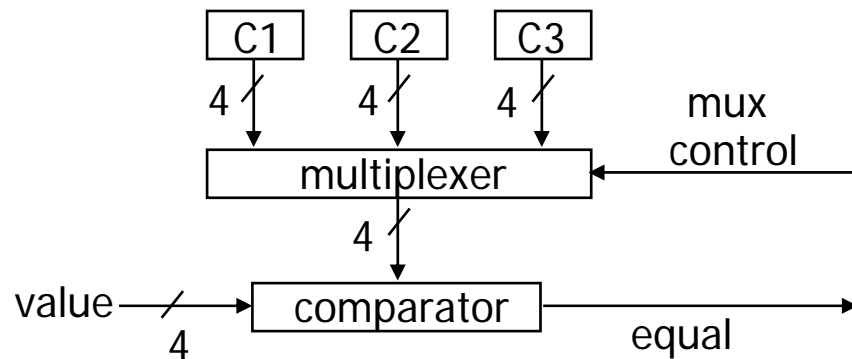 C1 C2 C3
4 4 4
mux
control
multiplexer
4
value
comparator
4
equal